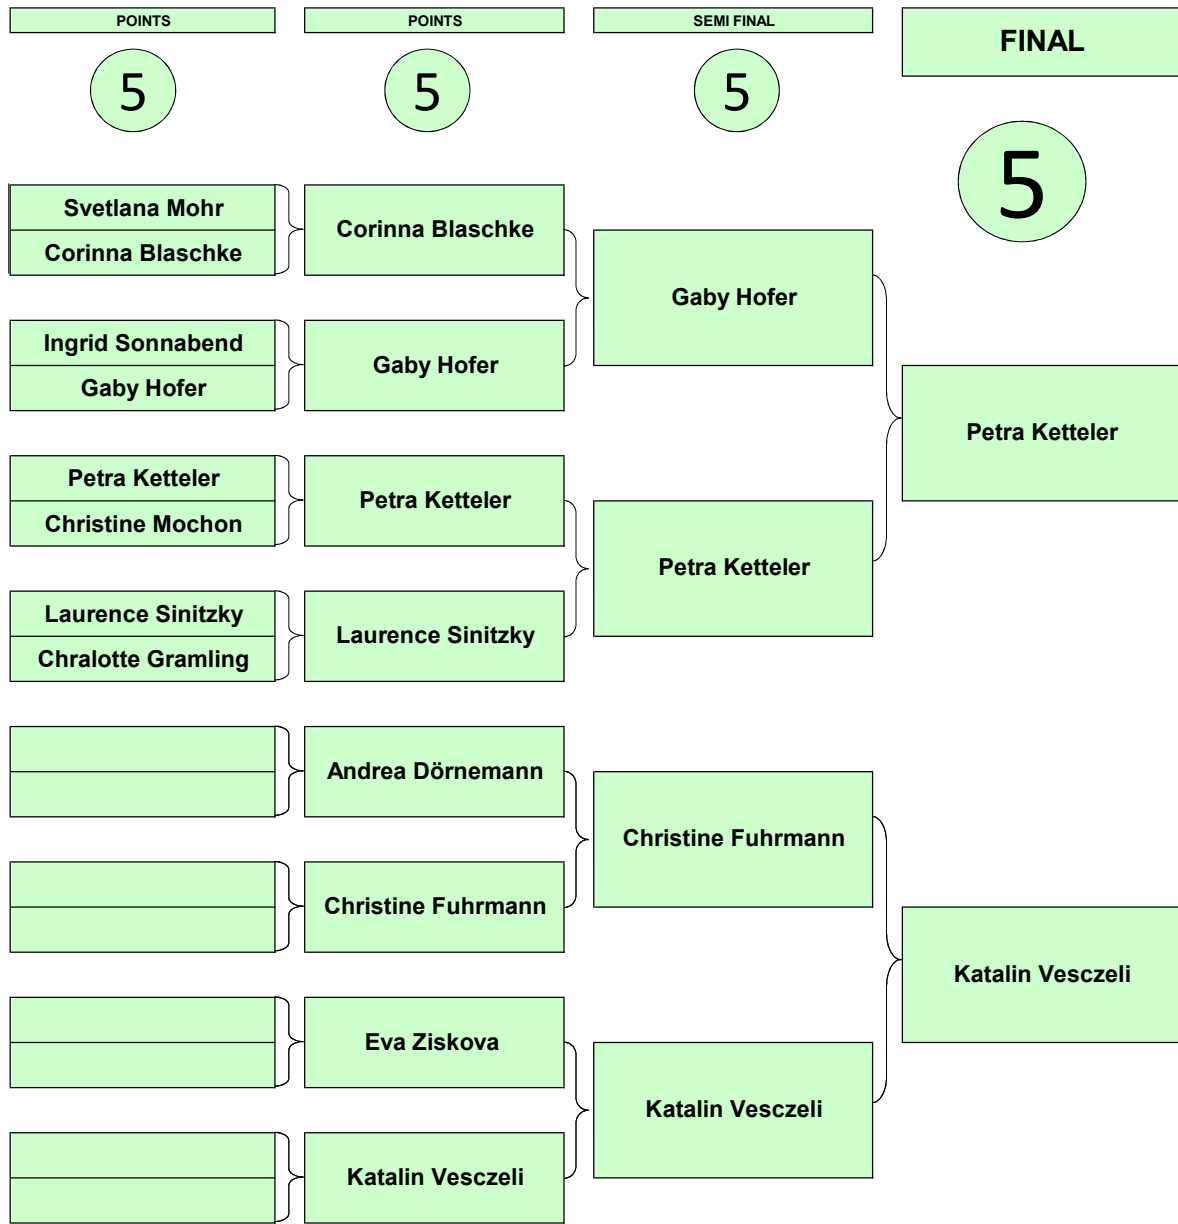 POINTS
POINTS
SEMI FINAL
FINAL
5
5
5
5
Svetlana Mohr
Corinna Blaschke
Ingrid Sonnabend
Gaby Hofer
Petra Ketteler
Christine Mochon
Laurence Sinitzky
Chralotte Gramling
Corinna Blaschke
Gaby Hofer
Petra Ketteler
Laurence Sinitzky
Andrea Dörnemann
Christine Fuhrmann
Eva Ziskova
Katalin Vesczeli
Gaby Hofer
Petra Ketteler
Christine Fuhrmann
Katalin Vesczeli
Petra Ketteler
Katalin Vesczeli